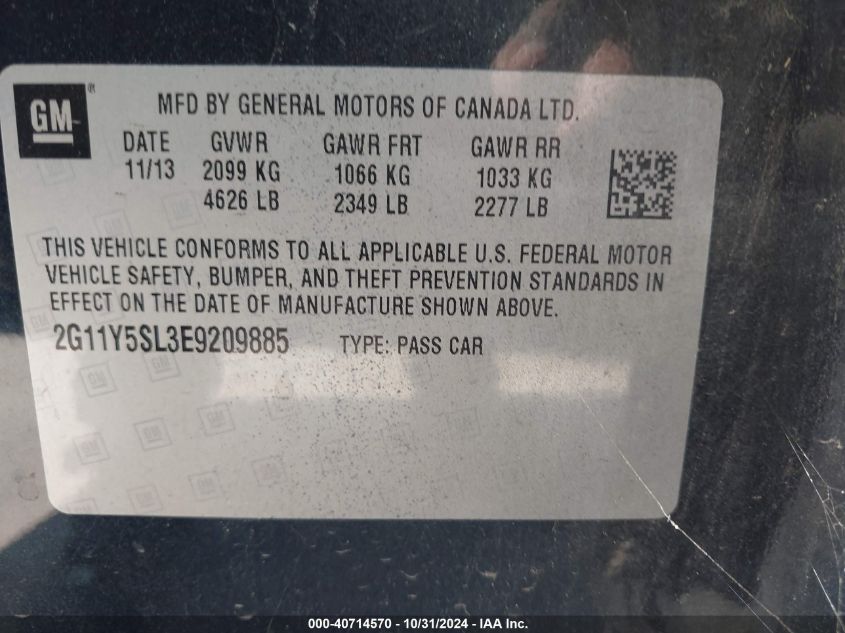 GM ®
MFD BY GENERAL MOTORS OF CANADA LTD.
DATE GVWR GAWR FRT GAWR RR
11/13 2099 KG 1066 KG 1033 KG
4626 LB 2349 LB 2277 LB
THIS VEHICLE CONFORMS TO ALL APPLICABLE U.S. FEDERAL MOTOR
VEHICLE SAFETY, BUMPER, AND THEFT PREVENTION STANDARDS IN
EFFECT ON THE DATE OF MANUFACTURE SHOWN ABOVE.
2G11Y5SL3E9209885 TYPE: PASS CAR
000-40714570 - 10/31/2024 - IAA Inc.